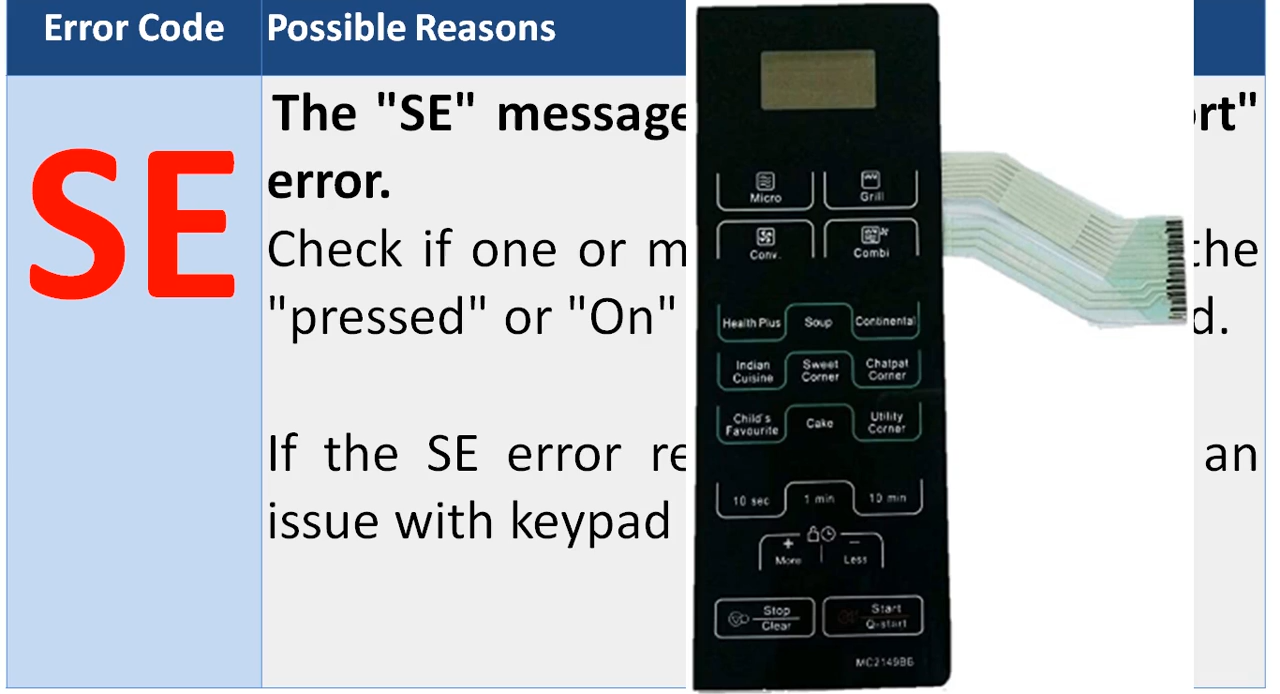 Error Code
Possible Reasons
SE
The "SE" message rt"
error.
Check if one or m the
"pressed" or "On" d.
If the SE error re an
issue with keypad
Micro
Grill
Conv.
Combi
Health Plus
Soup
Continental
Indian
Cuisine
Sweet
Corner
Chatpat
Corner
Child's
Favourite
Cake
Utility
Corner
10 sec
1 min
10 min
+
−
More
Less
Stop
Clear
Start
Q-start
MC2149BB